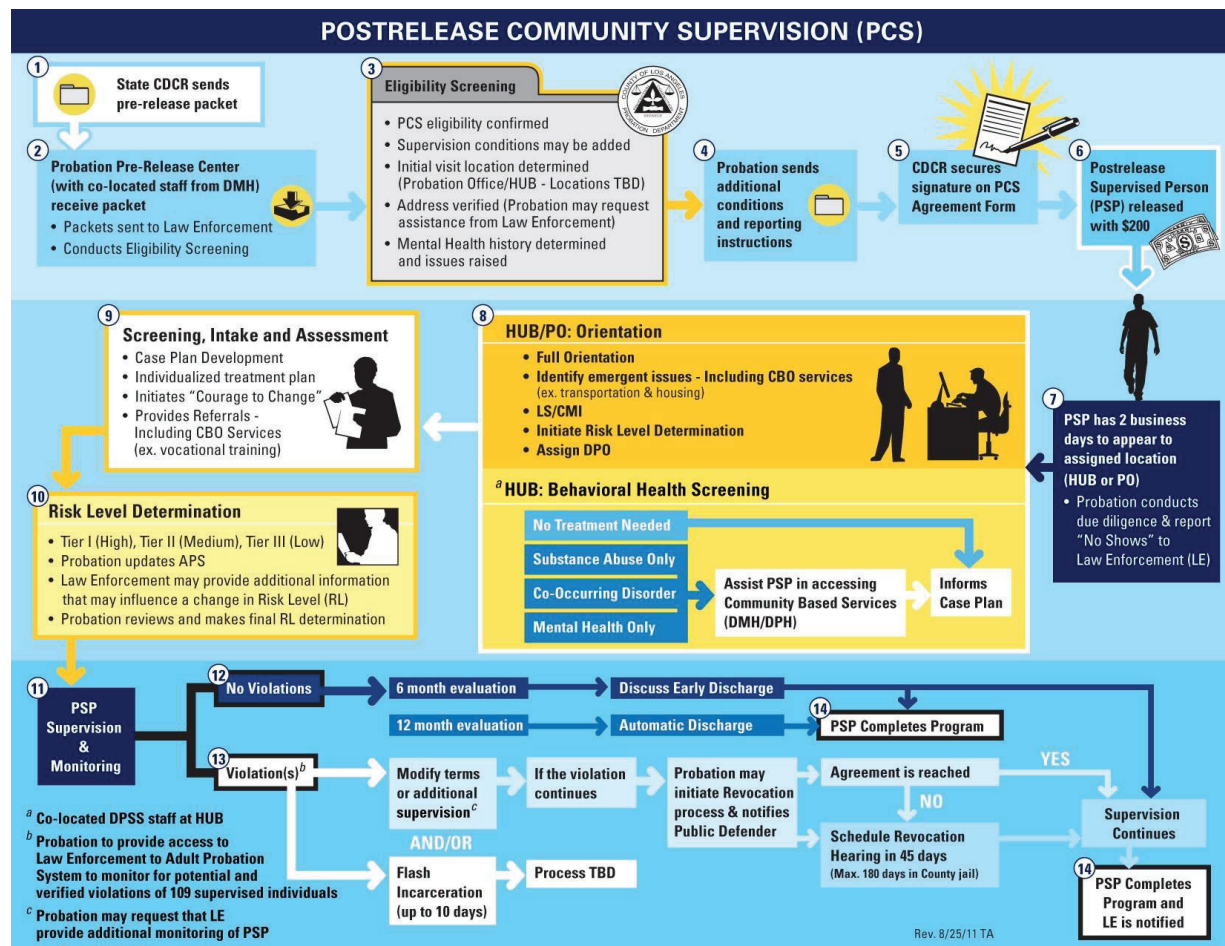 POSTRELEASE COMMUNITY SUPERVISION (PCS)
1
State CDCR sends
pre-release packet
2
Probation Pre-Release Center
(with co-located staff from DMH)
receive packet
• Packets sent to Law Enforcement
• Conducts Eligibility Screening
3
Eligibility Screening
COUNTY OF LOS ANGELES
PROBATION DEPARTMENT
• PCS eligibility confirmed
• Supervision conditions may be added
• Initial visit location determined
(Probation Office/HUB - Locations TBD)
• Address verified (Probation may request
assistance from Law Enforcement)
• Mental Health history determined
and issues raised
4
Probation sends
additional
conditions
and reporting
instructions
5
CDCR secures
signature on PCS
Agreement Form
6
Postrelease
Supervised Person
(PSP) released
with $200
7
PSP has 2 business
days to appear to
assigned location
(HUB or PO)
• Probation conducts
due diligence & report
“No Shows” to
Law Enforcement (LE)
8
HUB/PO: Orientation
• Full Orientation
• Identify emergent issues - Including CBO services
(ex. transportation & housing)
• LS/CMI
• Initiate Risk Level Determination
• Assign DPO
a HUB: Behavioral Health Screening
No Treatment Needed
Substance Abuse Only
Co-Occurring Disorder
Mental Health Only
Assist PSP in accessing
Community Based Services
(DMH/DPH)
Informs
Case Plan
9
Screening, Intake and Assessment
• Case Plan Development
• Individualized treatment plan
• Initiates “Courage to Change”
• Provides Referrals -
Including CBO Services
(ex. vocational training)
10
Risk Level Determination
• Tier I (High), Tier II (Medium), Tier III (Low)
• Probation updates APS
• Law Enforcement may provide additional information
that may influence a change in Risk Level (RL)
• Probation reviews and makes final RL determination
11
PSP
Supervision
&
Monitoring
12
No Violations
6 month evaluation
Discuss Early Discharge
12 month evaluation
Automatic Discharge
14
PSP Completes Program
13
Violation(s) b
Modify terms
or additional
supervision c
If the violation
continues
Probation may
initiate Revocation
process & notifies
Public Defender
Agreement is reached
YES
NO
Schedule Revocation
Hearing in 45 days
(Max. 180 days in County jail)
Supervision
Continues
AND/OR
Flash
Incarceration
(up to 10 days)
Process TBD
14
PSP Completes
Program and
LE is notified
a Co-located DPSS staff at HUB
b Probation to provide access to
Law Enforcement to Adult Probation
System to monitor for potential and
verified violations of 109 supervised individuals
c Probation may request that LE
provide additional monitoring of PSP
Rev. 8/25/11 TA